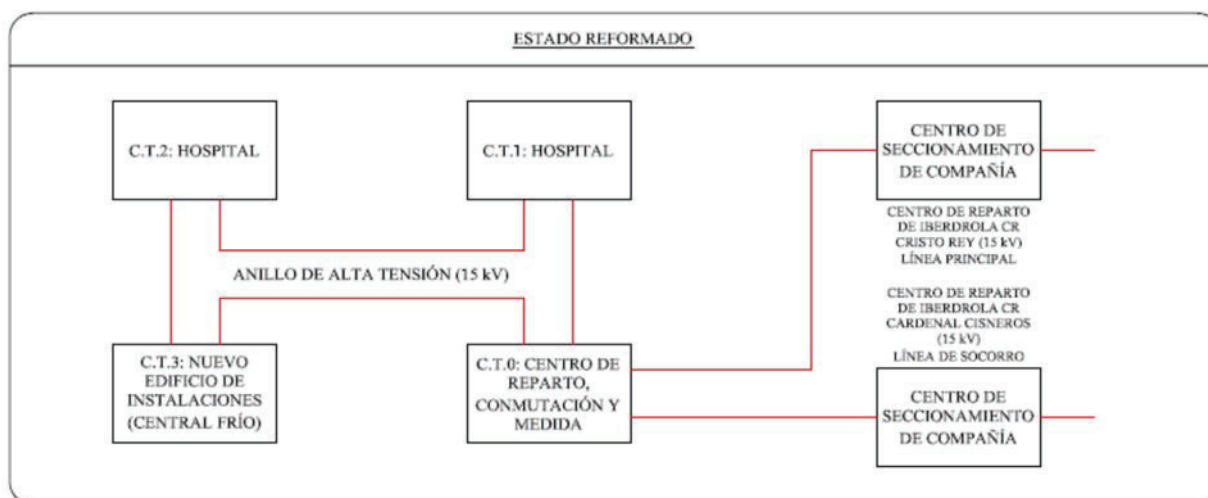 ESTADO REFORMADO
C.T.2: HOSPITAL
C.T.1: HOSPITAL
CENTRO DE
SECCIONAMIENTO
DE COMPAÑÍA
CENTRO DE REPARTO
DE IBERDROLA CR
CRISTO REY (15 kV)
LÍNEA PRINCIPAL
ANILLO DE ALTA TENSIÓN (15 kV)
CENTRO DE REPARTO
DE IBERDROLA CR
CARDENAL CISNEROS
(15 kV)
LÍNEA DE SOCORRO
C.T.3: NUEVO
EDIFICIO DE
INSTALACIONES
(CENTRAL FRÍO)
C.T.0: CENTRO DE
REPARTO,
CONMUTACIÓN Y
MEDIDA
CENTRO DE
SECCIONAMIENTO
DE COMPAÑÍA